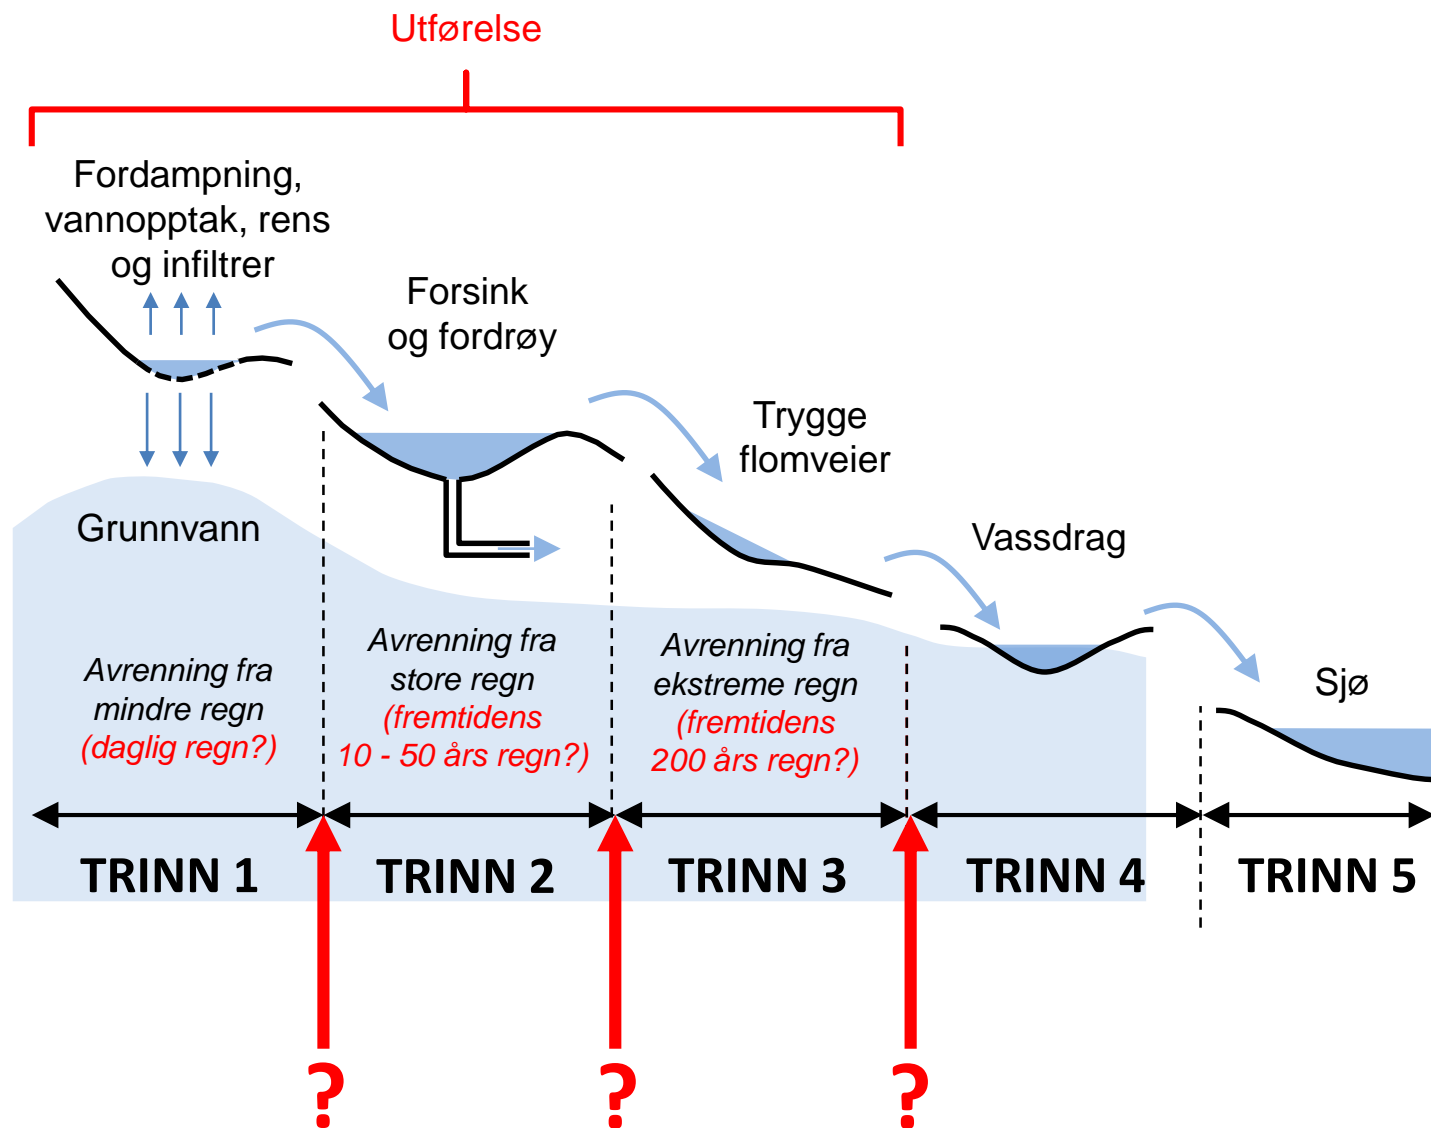 Utførelse
Fordampning,
vannopptak, rens
og infiltrer
Forsink
og fordrøy
Trygge
flomveier
Vassdrag
Sjø
Grunnvann
Avrenning fra
mindre regn
(daglig regn?)
Avrenning fra
store regn
(fremtidens
10 - 50 års regn?)
Avrenning fra
ekstreme regn
(fremtidens
200 års regn?)
TRINN 1
TRINN 2
TRINN 3
TRINN 4
TRINN 5
?
?
?